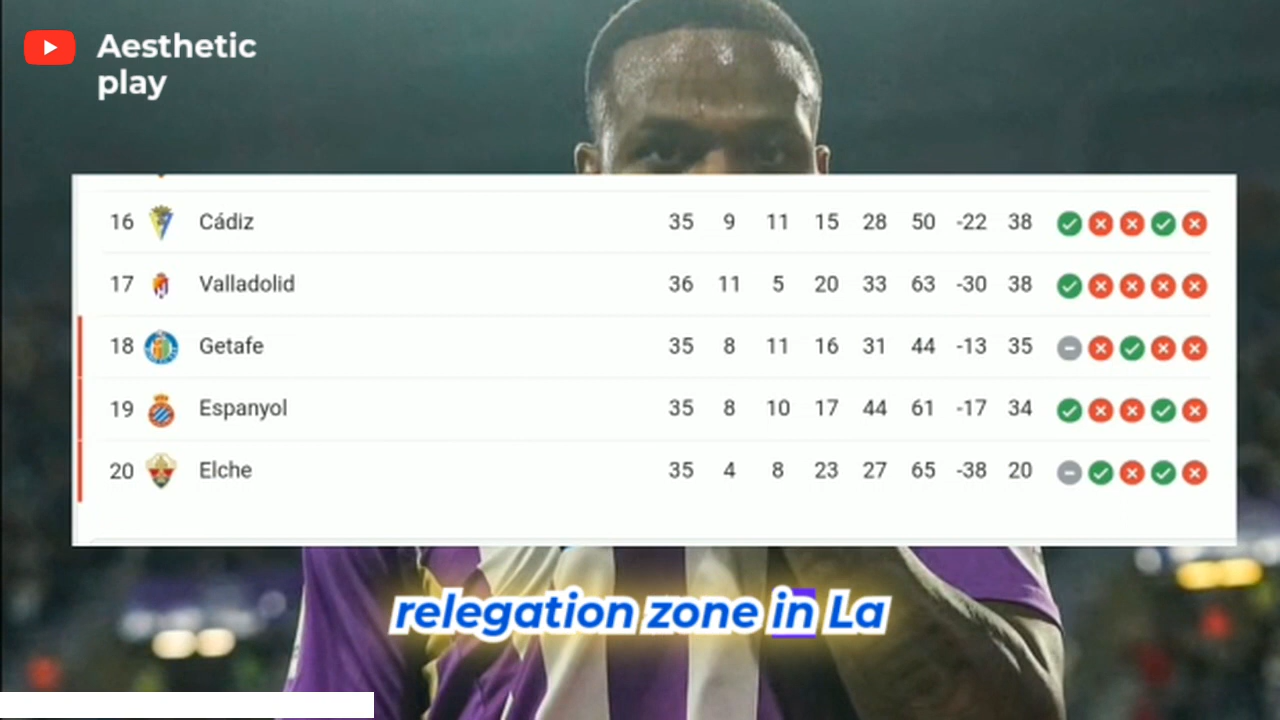 Aesthetic
play
16 Cádiz 35 9 11 15 28 50 -22 38
17 Valladolid 36 11 5 20 33 63 -30 38
18 Getafe 35 8 11 16 31 44 -13 35
19 Espanyol 35 8 10 17 44 61 -17 34
20 Elche 35 4 8 23 27 65 -38 20
relegation zone in La